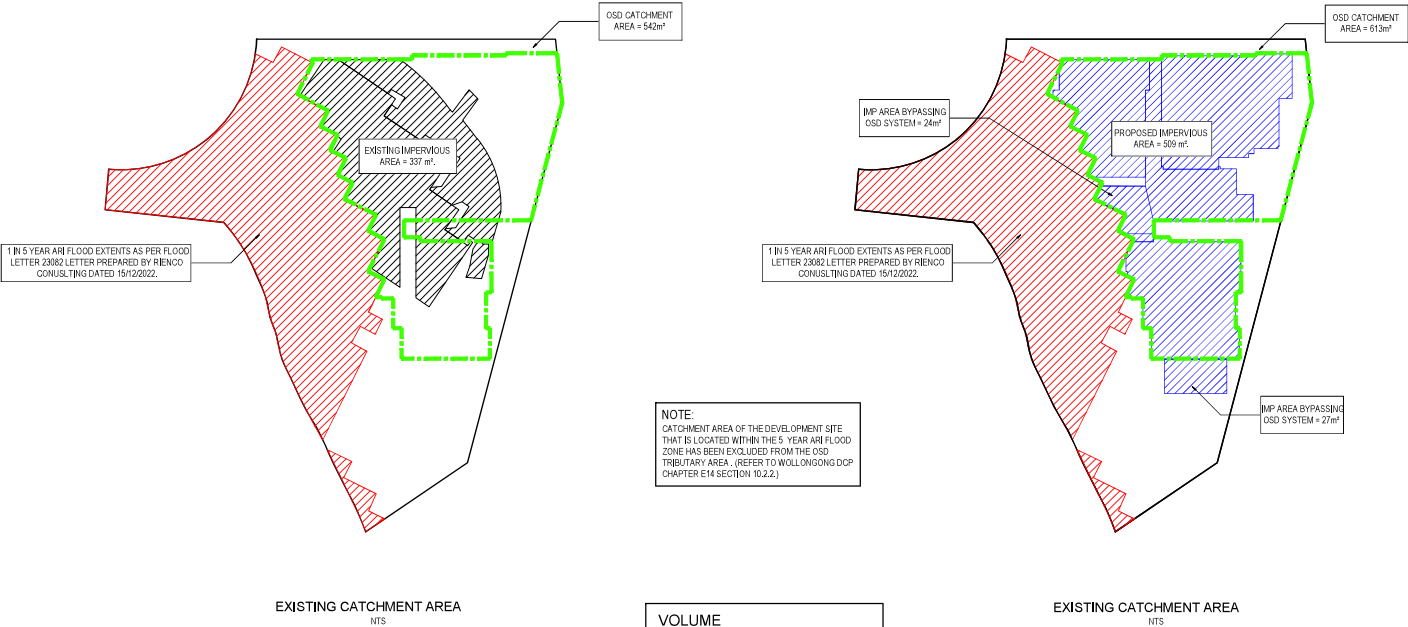 OSD CATCHMENT
AREA = 542m²
EXISTING IMPERVIOUS
AREA = 337 m².
1 IN 5 YEAR ARI FLOOD EXTENTS AS PER FLOOD
LETTER 23082 LETTER PREPARED BY RIENCO
CONUSLTING DATED 15/12/2022.
EXISTING CATCHMENT AREA
NTS
NOTE:
CATCHMENT AREA OF THE DEVELOPMENT SITE
THAT IS LOCATED WITHIN THE 5 YEAR ARI FLOOD
ZONE HAS BEEN EXCLUDED FROM THE OSD
TRIBUTARY AREA . (REFER TO WOLLONGONG DCP
CHAPTER E14 SECTION 10.2.2.)
VOLUME
OSD CATCHMENT
AREA = 613m²
IMP AREA BYPASSING
OSD SYSTEM = 24m²
PROPOSED IMPERVIOUS
AREA = 509 m².
1 IN 5 YEAR ARI FLOOD EXTENTS AS PER FLOOD
LETTER 23082 LETTER PREPARED BY RIENCO
CONUSLTING DATED 15/12/2022.
IMP AREA BYPASSING
OSD SYSTEM = 27m²
EXISTING CATCHMENT AREA
NTS